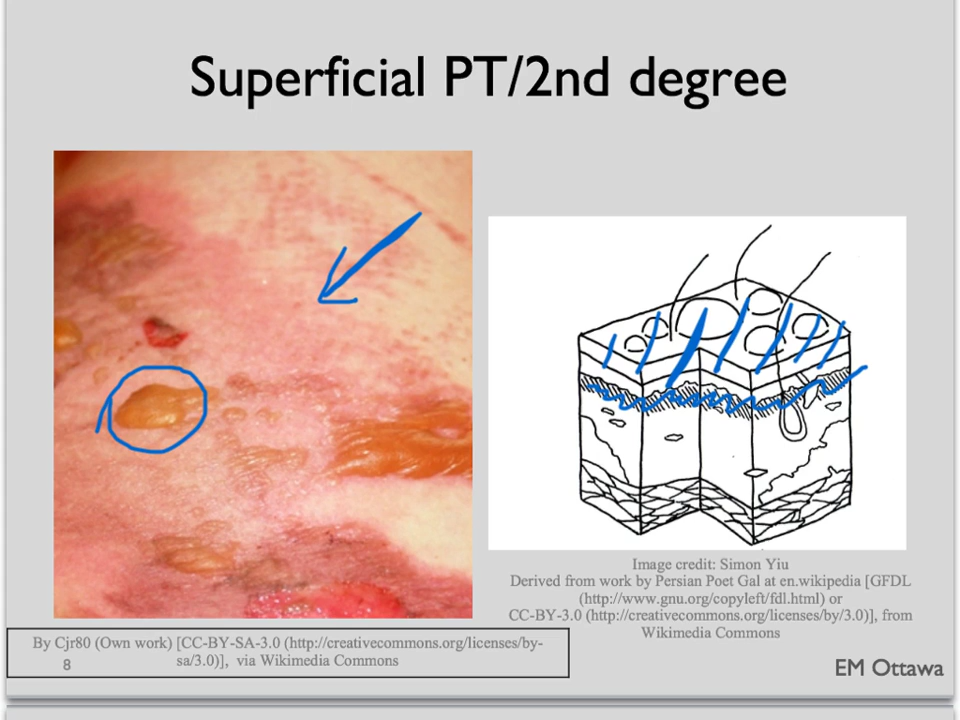 Superficial PT/2nd degree
Image credit: Simon Yiu
Derived from work by Persian Poet Gal at en.wikipedia [GFDL
(http://www.gnu.org/copyleft/fdl.html) or
CC-BY-3.0 (http://creativecommons.org/licenses/by/3.0)], from
Wikimedia Commons
By Cjr80 (Own work) [CC-BY-SA-3.0 (http://creativecommons.org/licenses/by-
sa/3.0)], via Wikimedia Commons
8
EM Ottawa